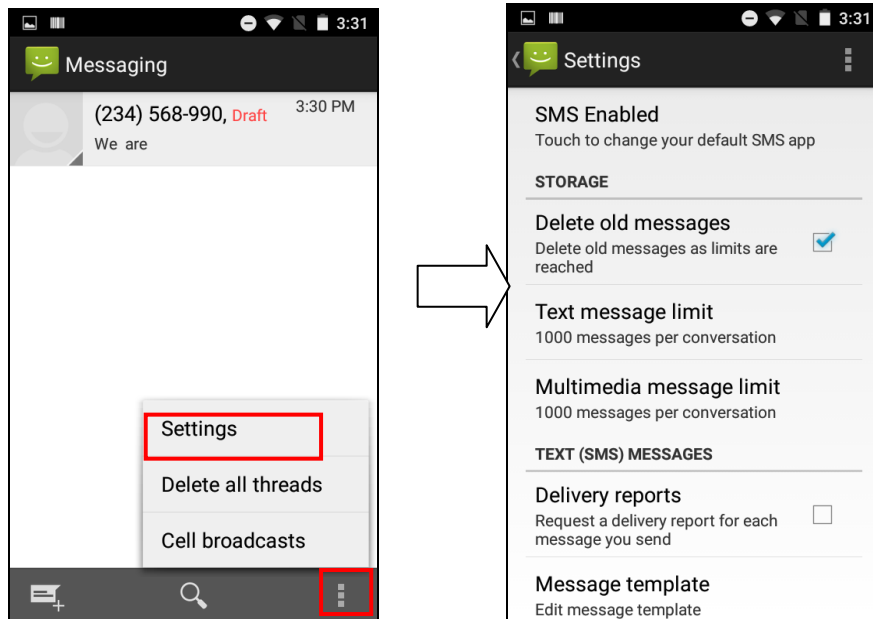 3:31
Messaging
(234) 568-990, Draft 3:30 PM
We are
Settings
Delete all threads
Cell broadcasts
3:31
Settings
SMS Enabled
Touch to change your default SMS app
STORAGE
Delete old messages
Delete old messages as limits are
reached
Text message limit
1000 messages per conversation
Multimedia message limit
1000 messages per conversation
TEXT (SMS) MESSAGES
Delivery reports
Request a delivery report for each
message you send
Message template
Edit message template